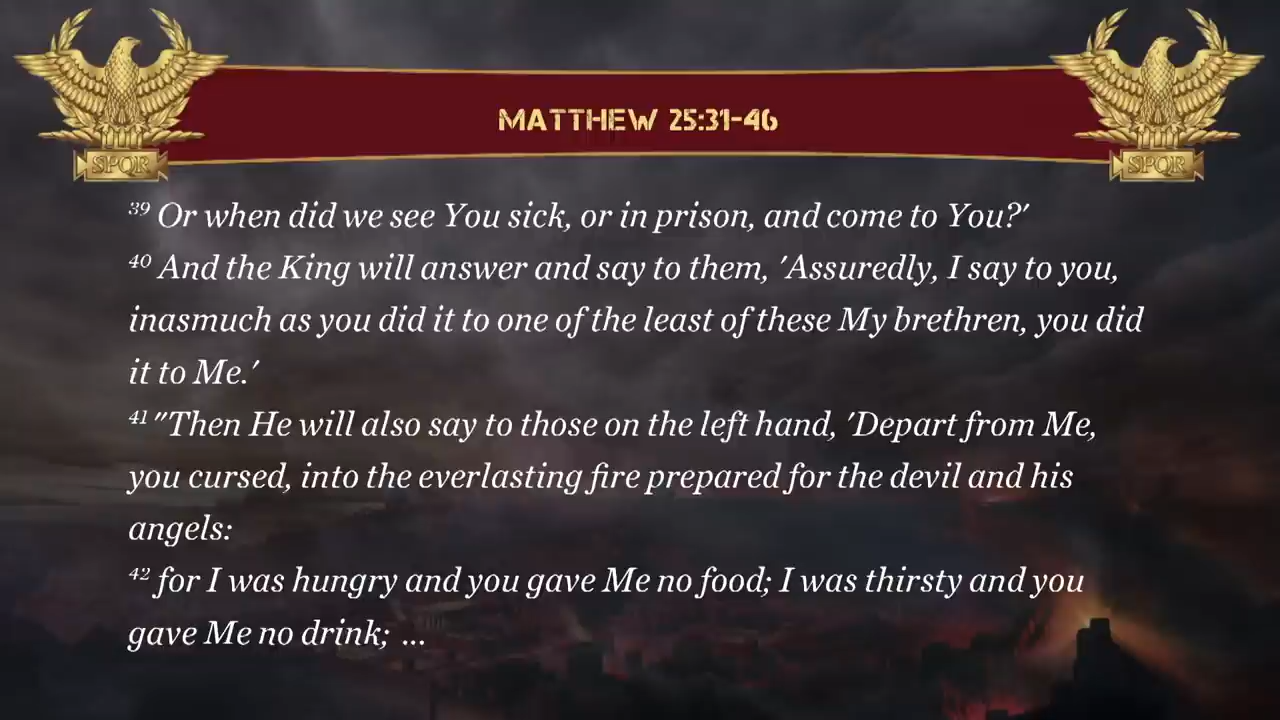 SPQR
MATTHEW 25:31-46
SPQR
39 Or when did we see You sick, or in prison, and come to You?'
40 And the King will answer and say to them, 'Assuredly, I say to you,
inasmuch as you did it to one of the least of these My brethren, you did
it to Me.'
41 "Then He will also say to those on the left hand, 'Depart from Me,
you cursed, into the everlasting fire prepared for the devil and his
angels:
42 for I was hungry and you gave Me no food; I was thirsty and you
gave Me no drink; ...